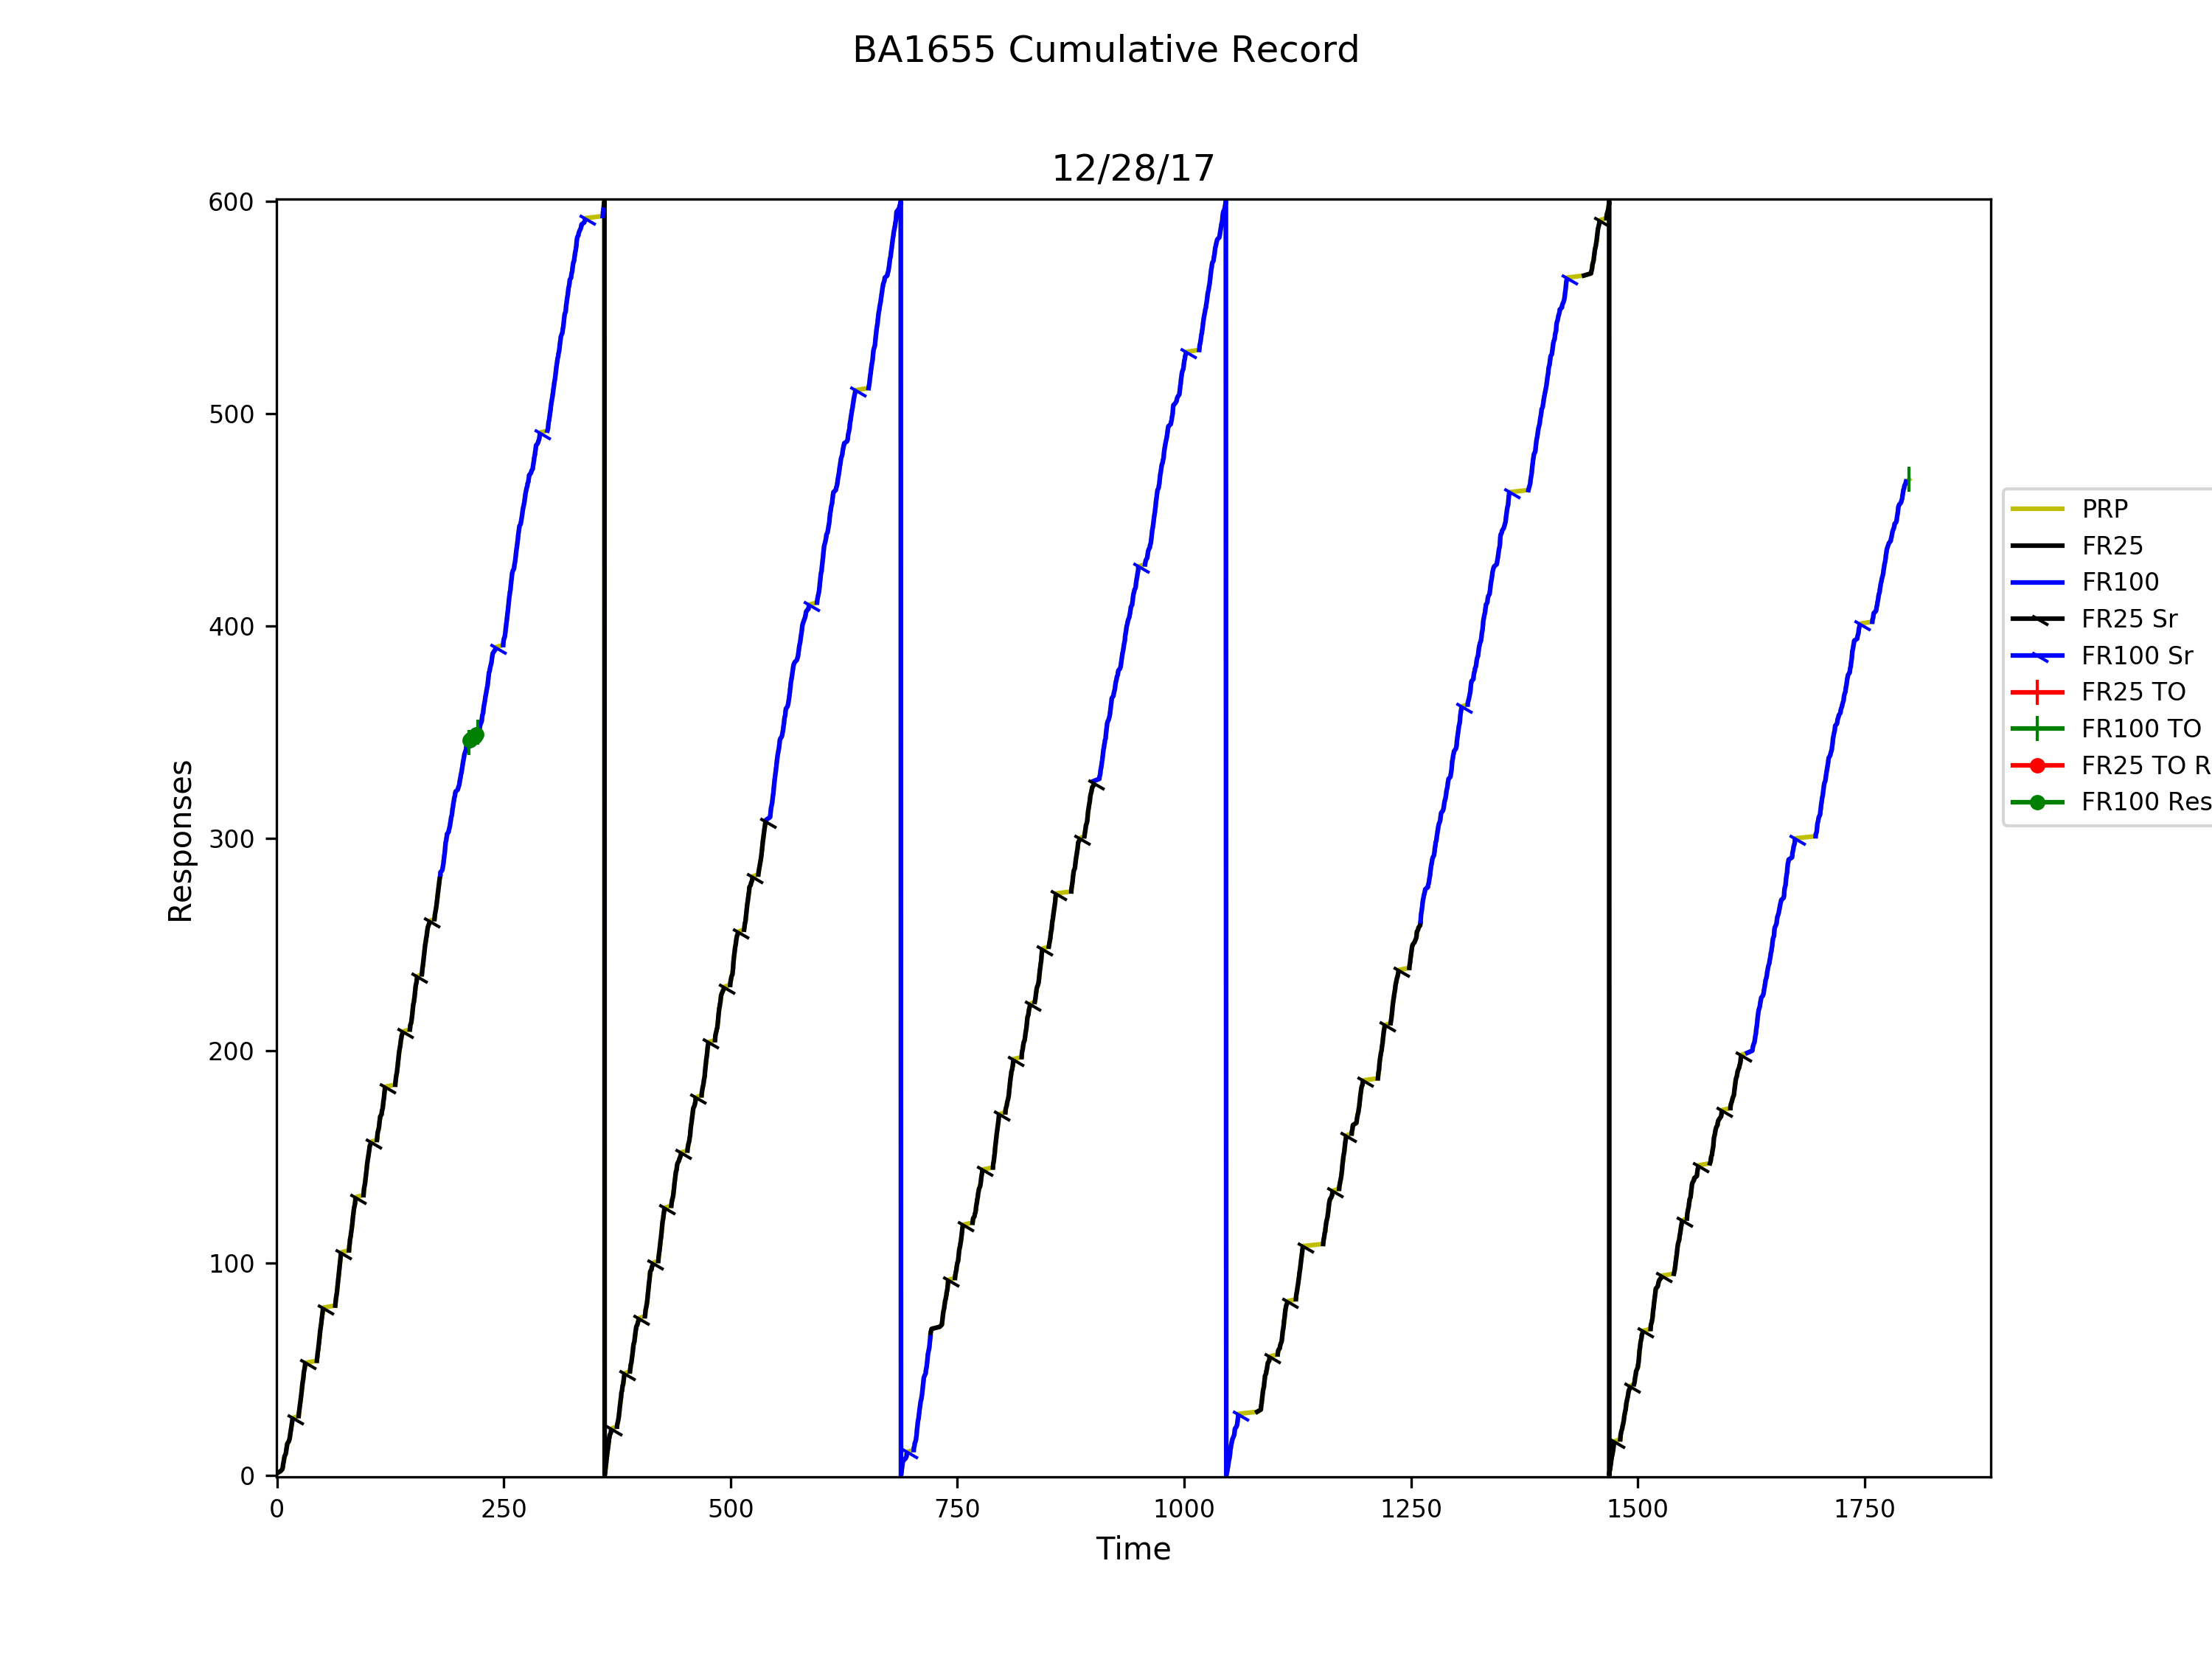 BA1655 Cumulative Record
12/28/17
600
500
400
300
200
100
0
Responses
0 250 500 750 1000 1250 1500 1750
Time
PRP
FR25
FR100
FR25 Sr
FR100 Sr
FR25 TO
FR100 TO
FR25 TO R
FR100 Res